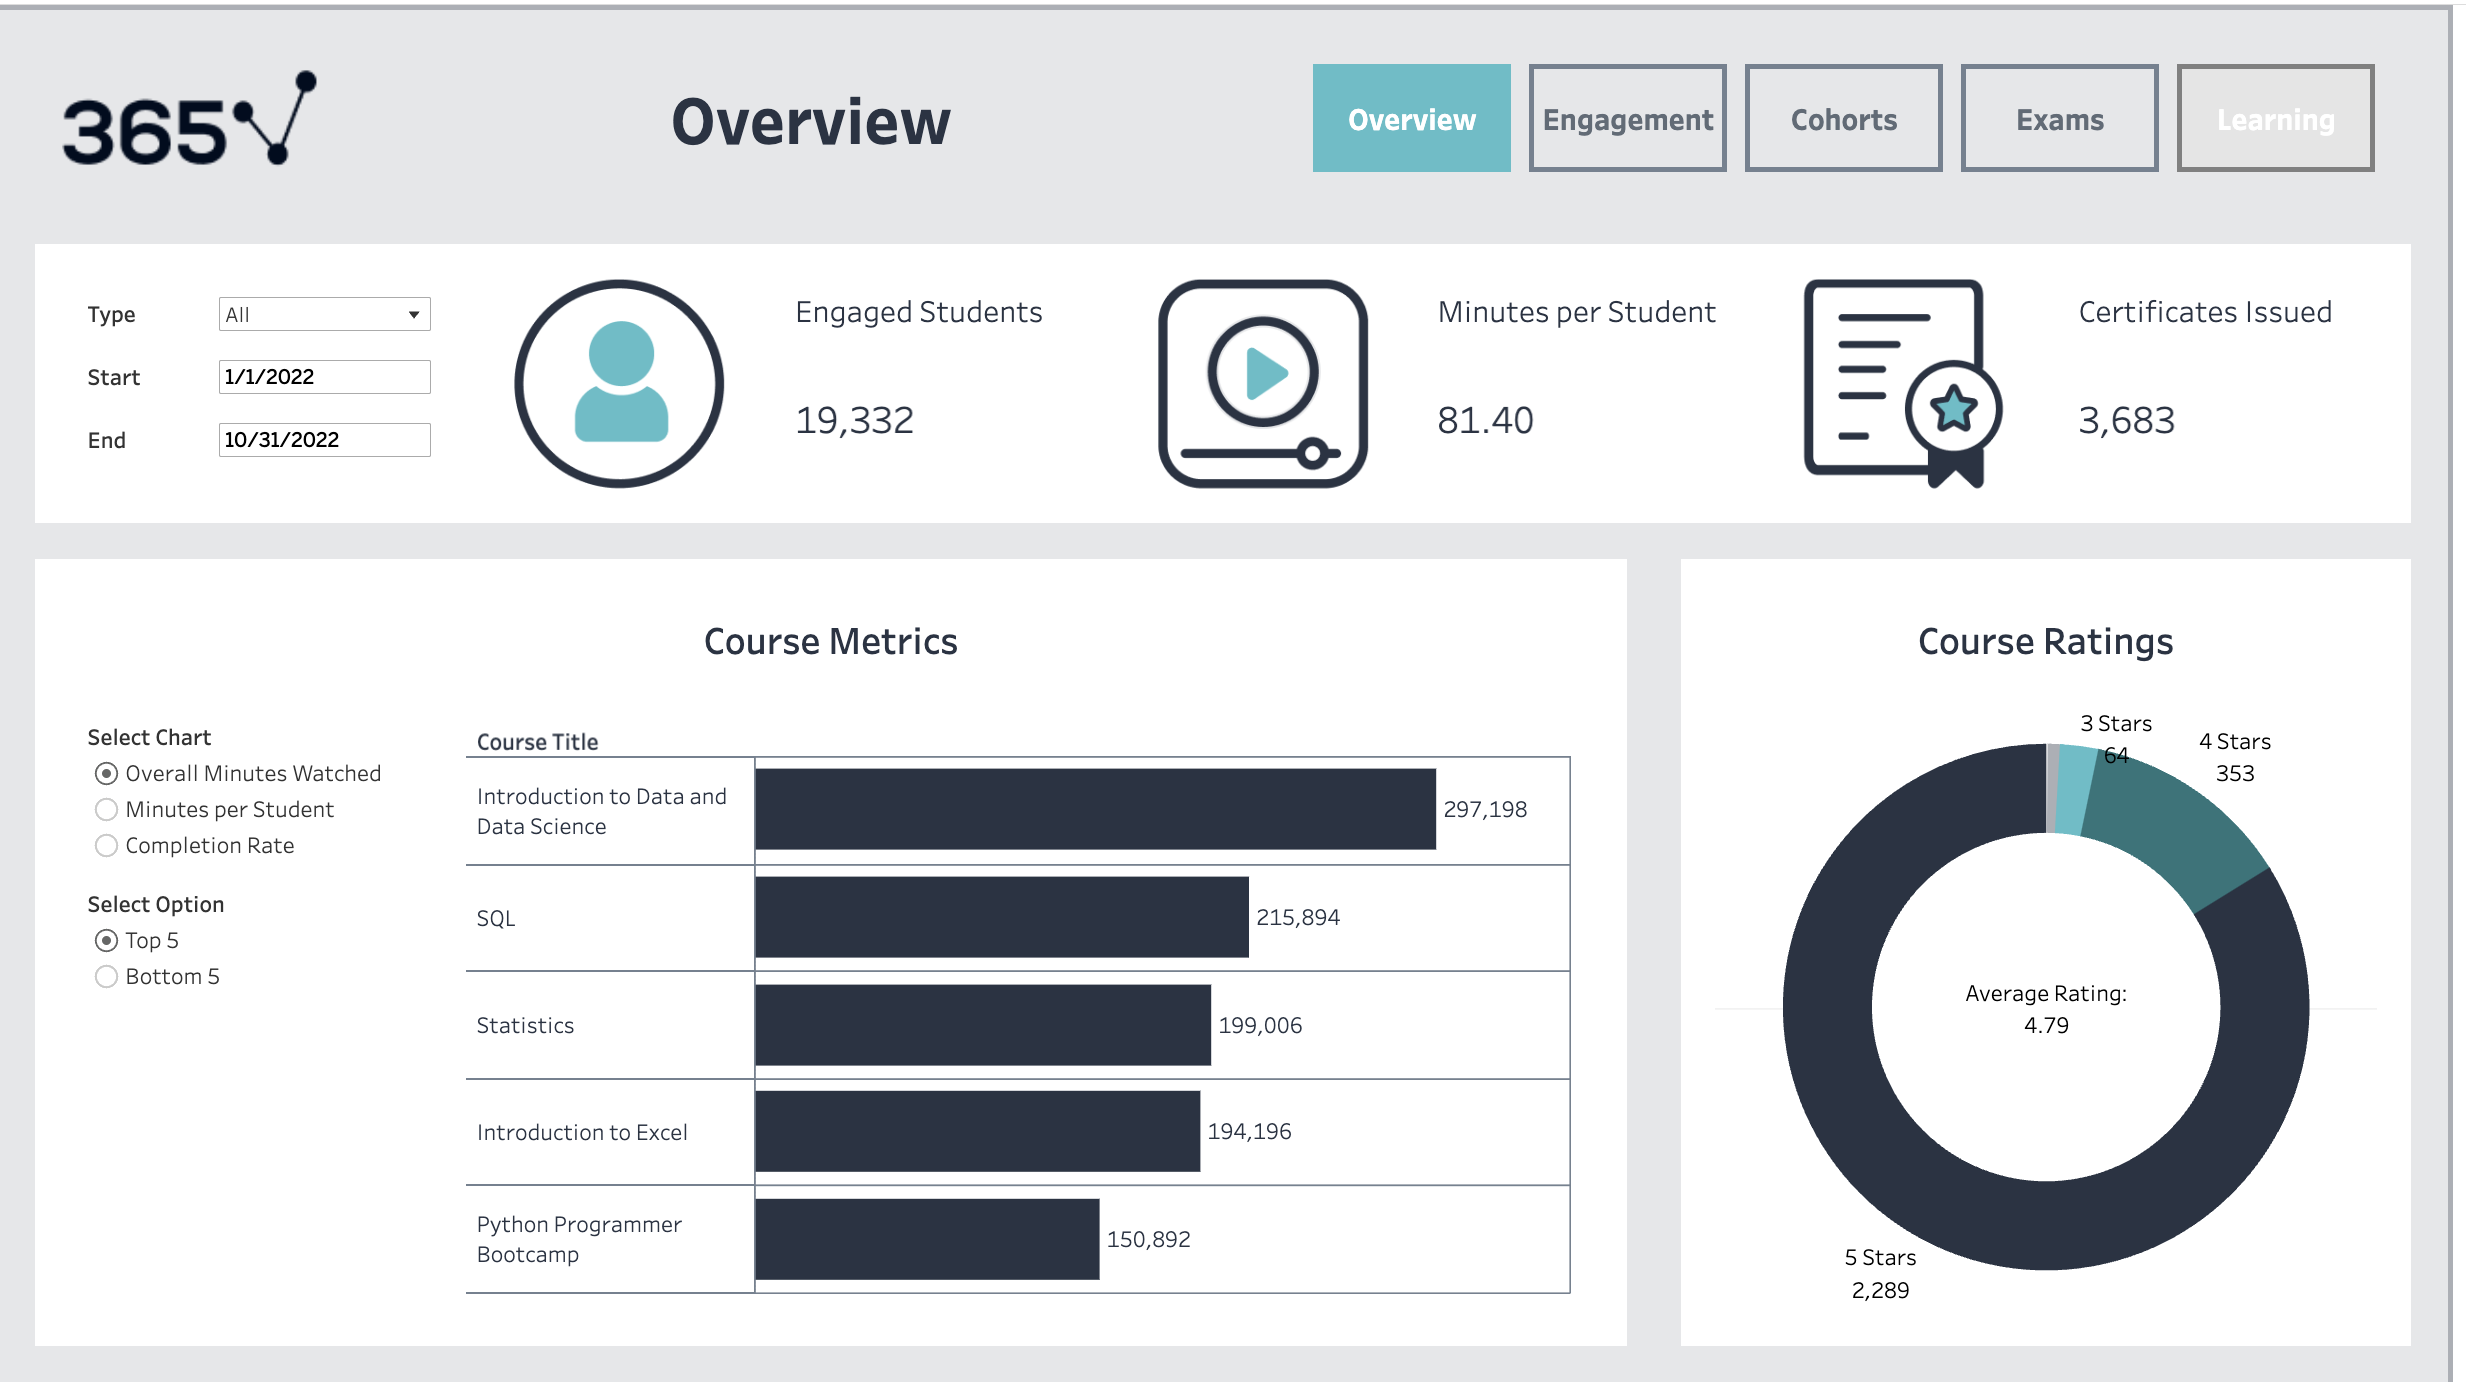 365
Overview
Overview
Engagement
Cohorts
Exams
Learning
Type
All
Start
1/1/2022
End
10/31/2022
Engaged Students
19,332
Minutes per Student
81.40
Certificates Issued
3,683
Course Metrics
Select Chart
Overall Minutes Watched
Minutes per Student
Completion Rate
Select Option
Top 5
Bottom 5
Course Title
Introduction to Data and
Data Science
297,198
SQL
215,894
Statistics
199,006
Introduction to Excel
194,196
Python Programmer
Bootcamp
150,892
Course Ratings
3 Stars
64
4 Stars
353
Average Rating:
4.79
5 Stars
2,289